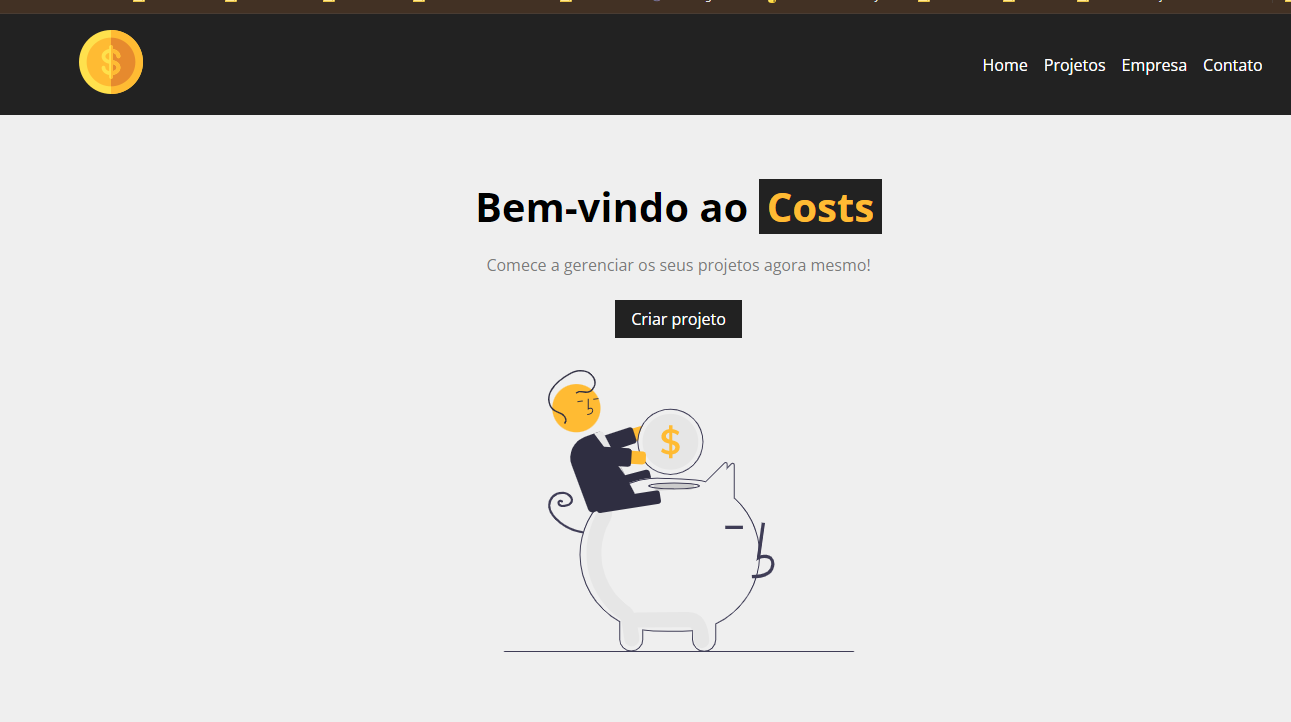 $
Home Projetos Empresa Contato
Bem-vindo ao Costs
Comece a gerenciar os seus projetos agora mesmo!
Criar projeto
$